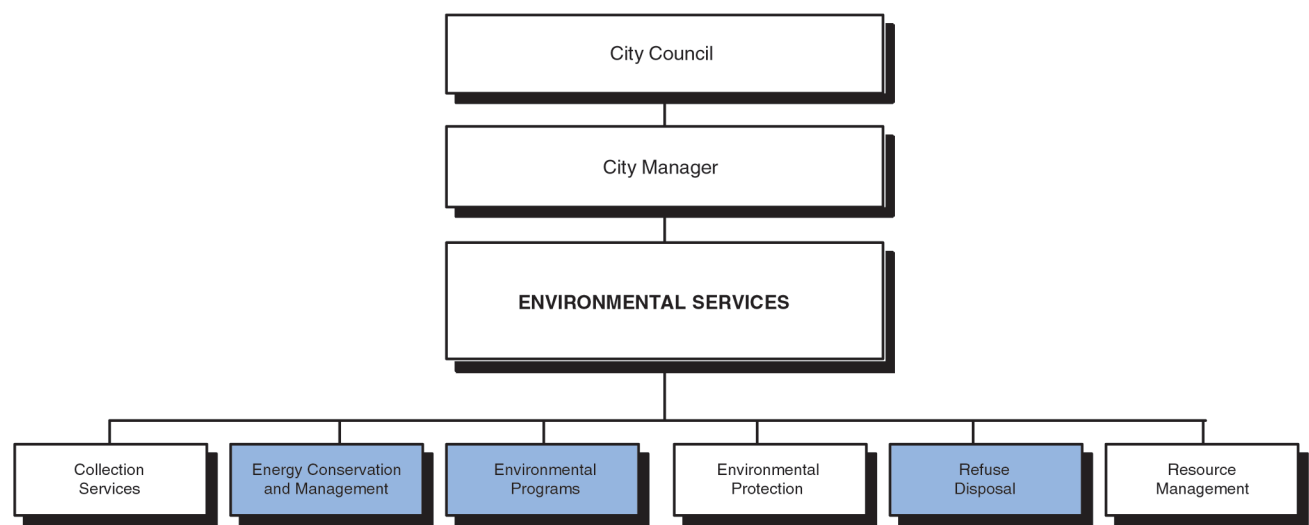 City Council
City Manager
ENVIRONMENTAL SERVICES
Collection
Services
Energy Conservation
and Management
Environmental
Programs
Environmental
Protection
Refuse
Disposal
Resource
Management